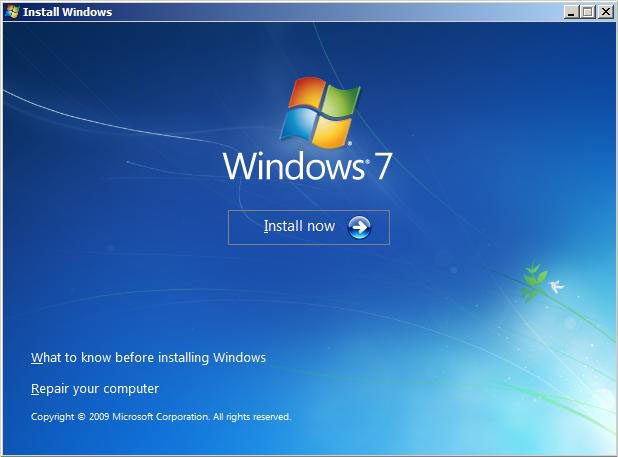 Install Windows
Windows® 7
Install now
What to know before installing Windows
Repair your computer
Copyright © 2009 Microsoft Corporation. All rights reserved.